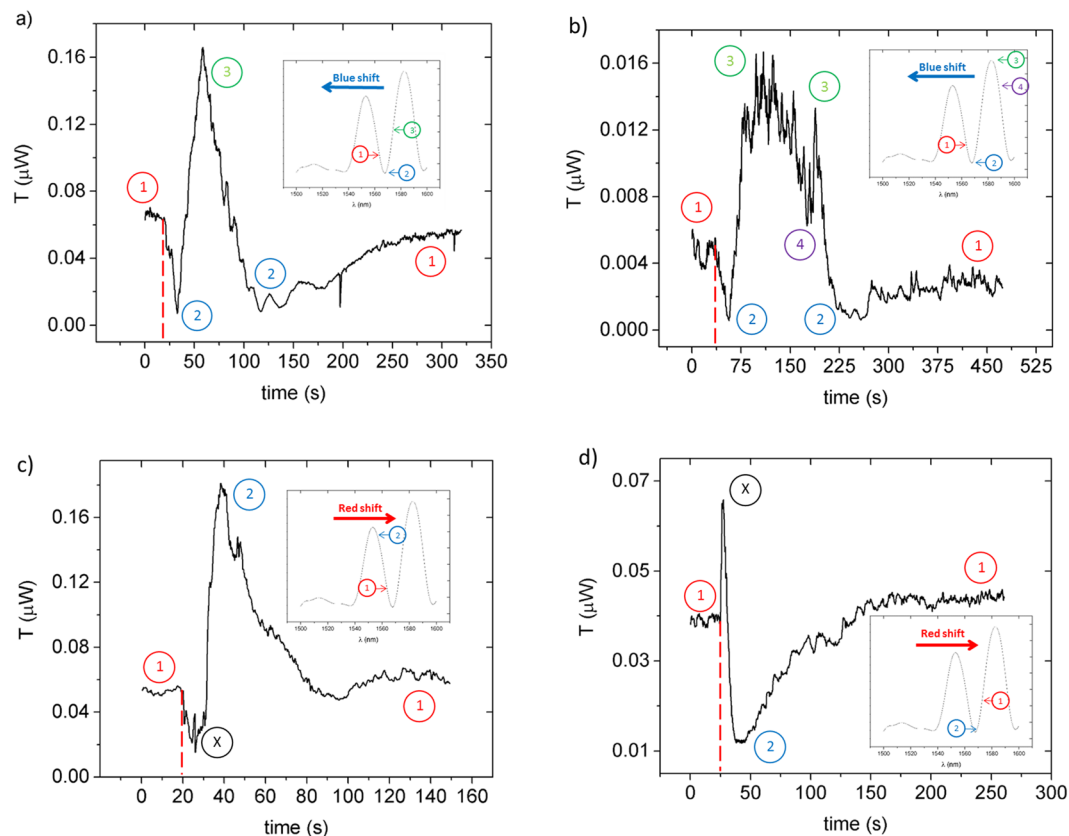 a)
T (μW)
0.16
0.12
0.08
0.04
0.00
0 50 100 150 200 250 300 350
time (s)
1
2
3
2
1
Blue shift
1
2
3
1500 1520 1540 1560 1580 1600
λ (nm)
b)
T (μW)
0.016
0.012
0.008
0.004
0.000
0 75 150 225 300 375 450 525
time (s)
1
2
3
4
3
2
1
Blue shift
3
4
1
2
1500 1520 1540 1560 1580 1600
λ (nm)
c)
T (μW)
0.16
0.12
0.08
0.04
0.00
0 20 40 60 80 100 120 140 160
time (s)
1
X
2
1
Red shift
2
1
1500 1520 1540 1560 1580 1600
λ (nm)
d)
T (μW)
0.07
0.05
0.03
0.01
0 50 100 150 200 250 300
time (s)
1
X
2
1
Red shift
1
2
1500 1520 1540 1560 1580 1600
λ (nm)